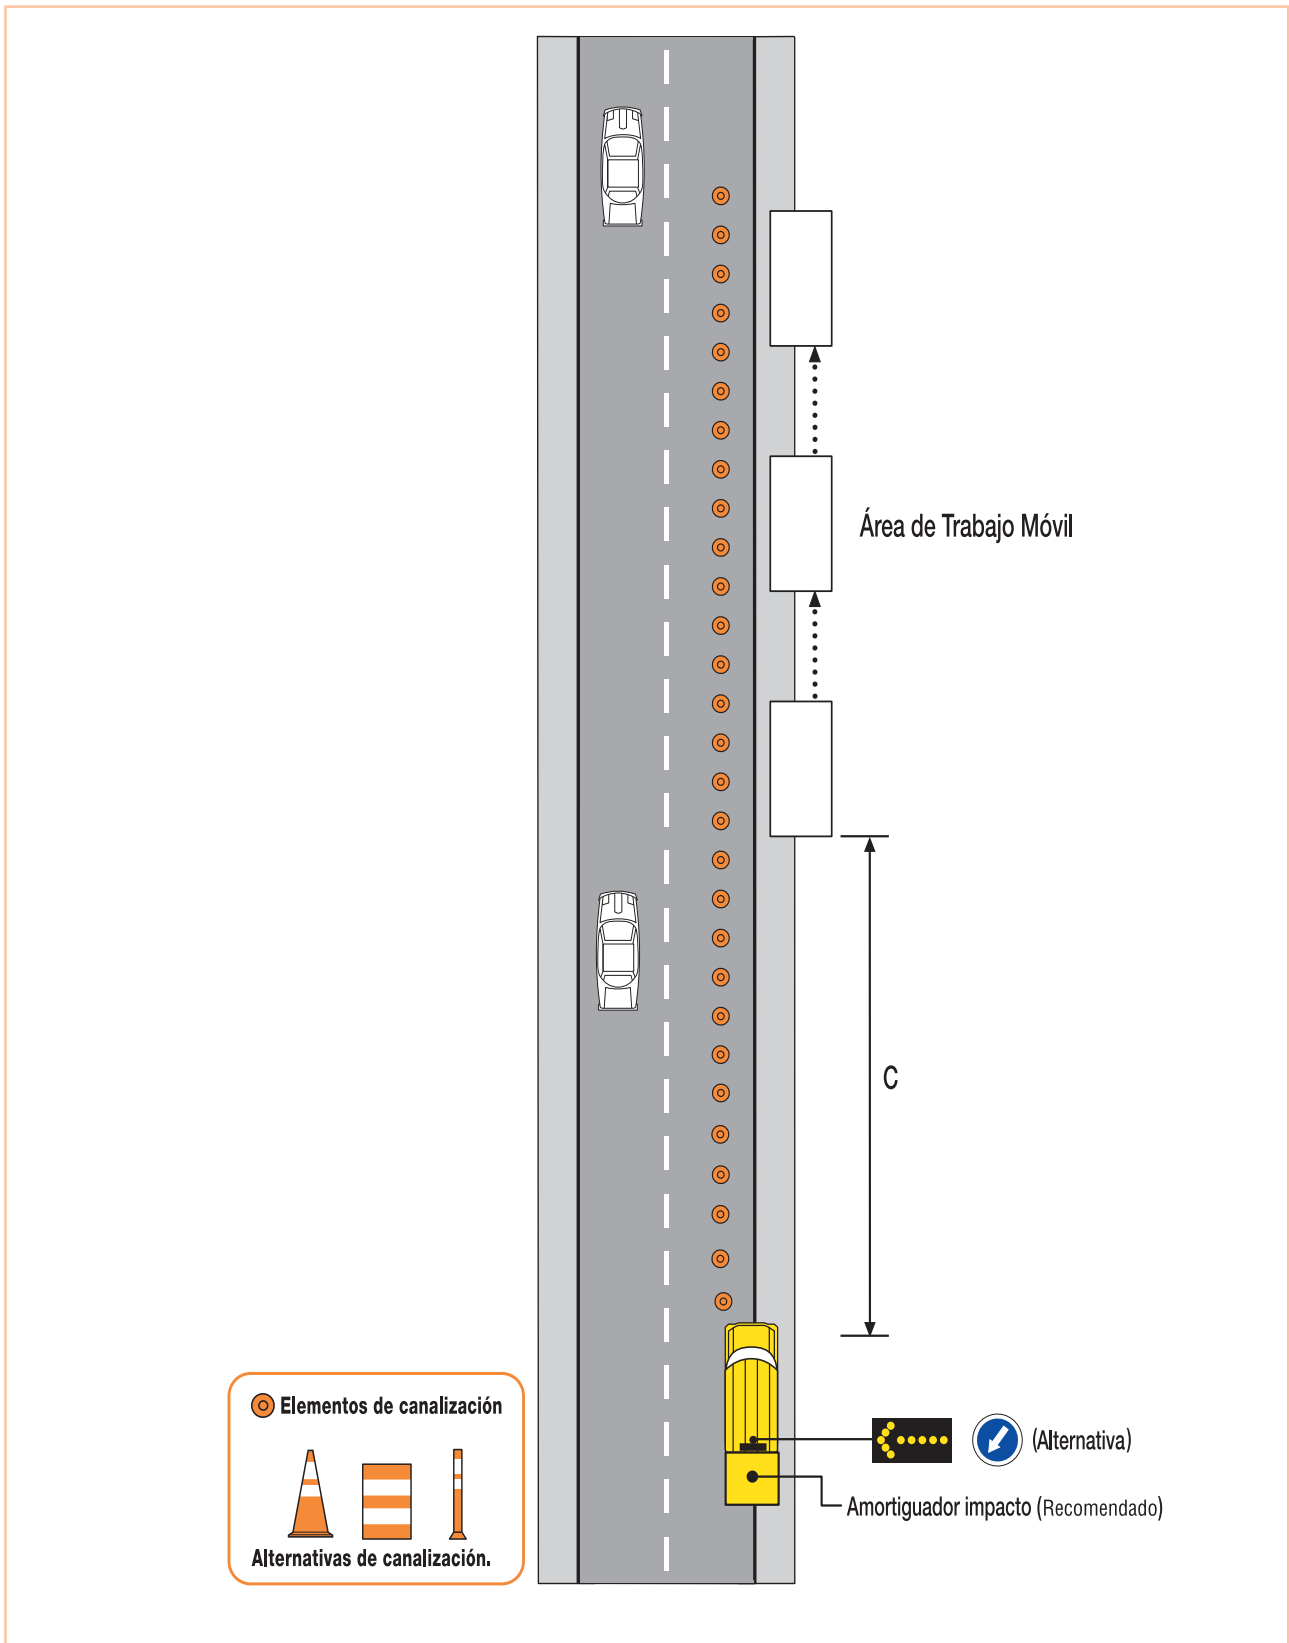 Área de Trabajo Móvil
C
Elementos de canalización
Alternativas de canalización.
(Alternativa)
Amortiguador impacto (Recomendado)